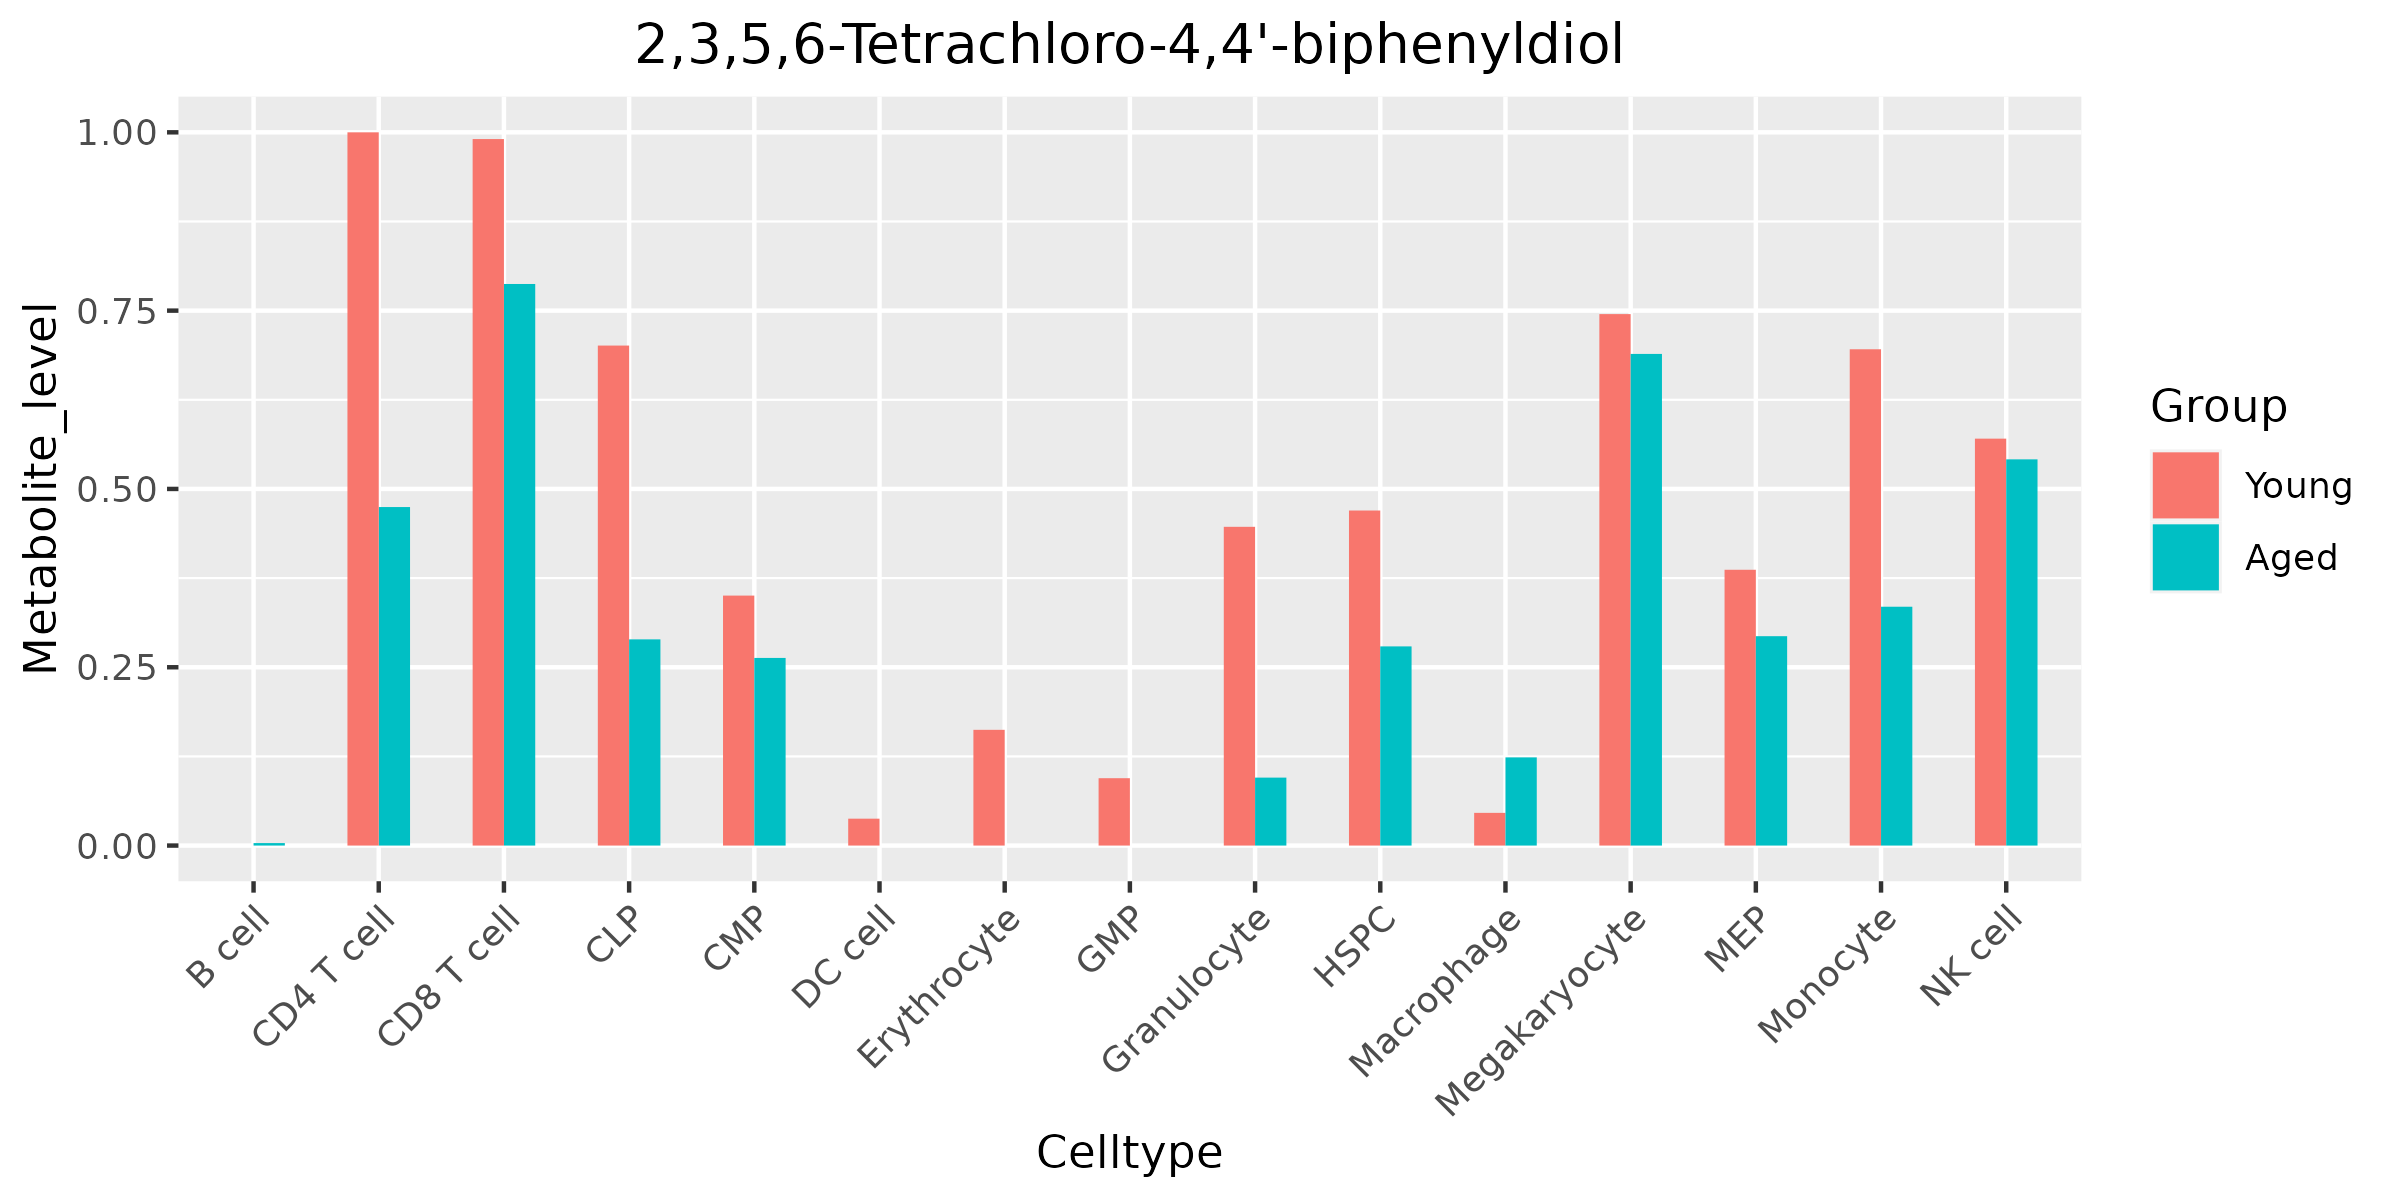 2,3,5,6-Tetrachloro-4,4'-biphenyldiol
Metabolite_level
1.00
0.75
0.50
0.25
0.00
B cell
CD4 T cell
CD8 T cell
CLP
CMP
DC cell
Erythrocyte
GMP
Granulocyte
HSPC
Macrophage
Megakaryocyte
MEP
Monocyte
NK cell
Celltype
Group
Young
Aged